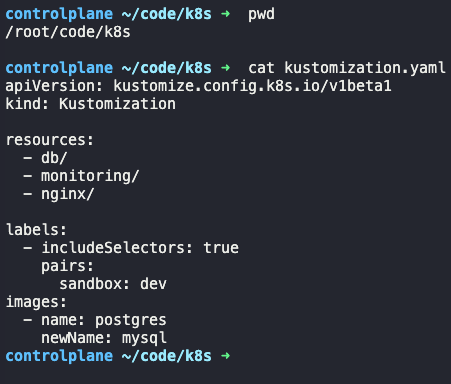 controlplane ~/code/k8s ➜  pwd
/root/code/k8s

controlplane ~/code/k8s ➜  cat kustomization.yaml
apiVersion: kustomize.config.k8s.io/v1beta1
kind: Kustomization

resources:
  - db/
  - monitoring/
  - nginx/

labels:
  - includeSelectors: true
    pairs:
      sandbox: dev
images:
  - name: postgres
    newName: mysql
controlplane ~/code/k8s ➜